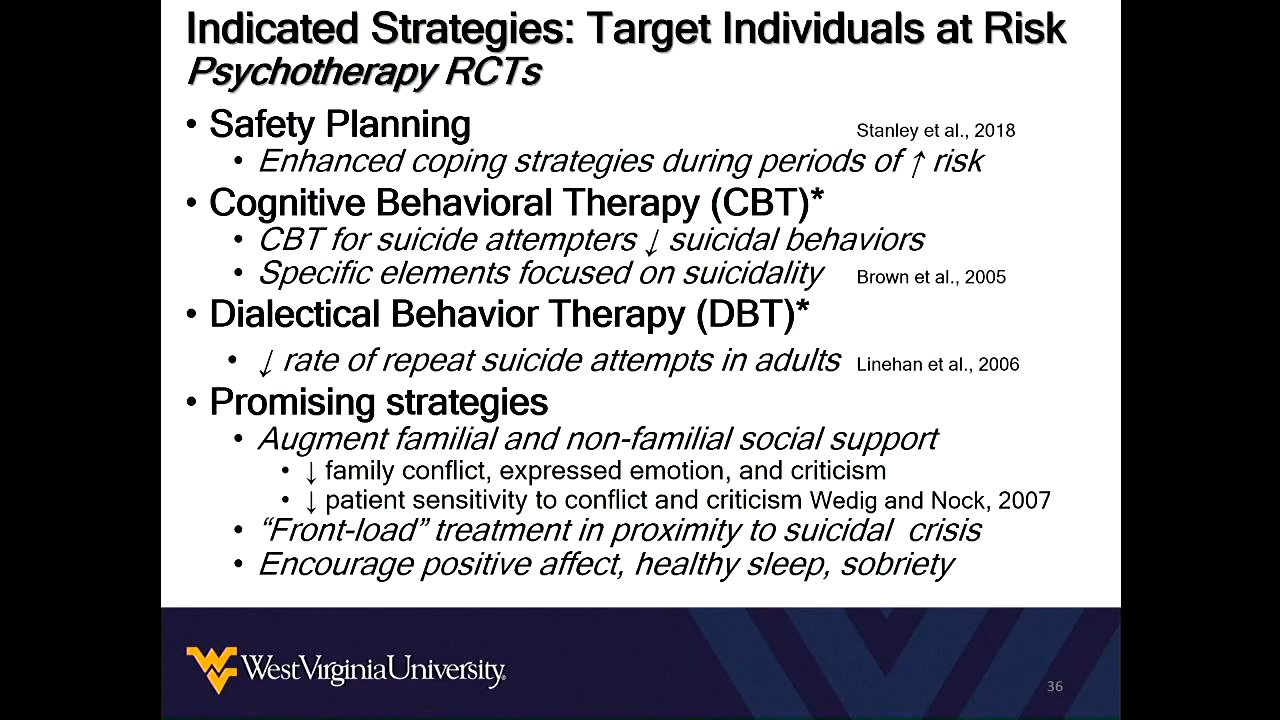 Indicated Strategies: Target Individuals at Risk
Psychotherapy RCTs
• Safety Planning Stanley et al., 2018
• Enhanced coping strategies during periods of ↑ risk
• Cognitive Behavioral Therapy (CBT)*
• CBT for suicide attempters ↓ suicidal behaviors
• Specific elements focused on suicidality Brown et al., 2005
• Dialectical Behavior Therapy (DBT)*
• ↓ rate of repeat suicide attempts in adults Linehan et al., 2006
• Promising strategies
• Augment familial and non-familial social support
• ↓ family conflict, expressed emotion, and criticism
• ↓ patient sensitivity to conflict and criticism Wedig and Nock, 2007
• “Front-load” treatment in proximity to suicidal crisis
• Encourage positive affect, healthy sleep, sobriety
WestVirginiaUniversity®
36